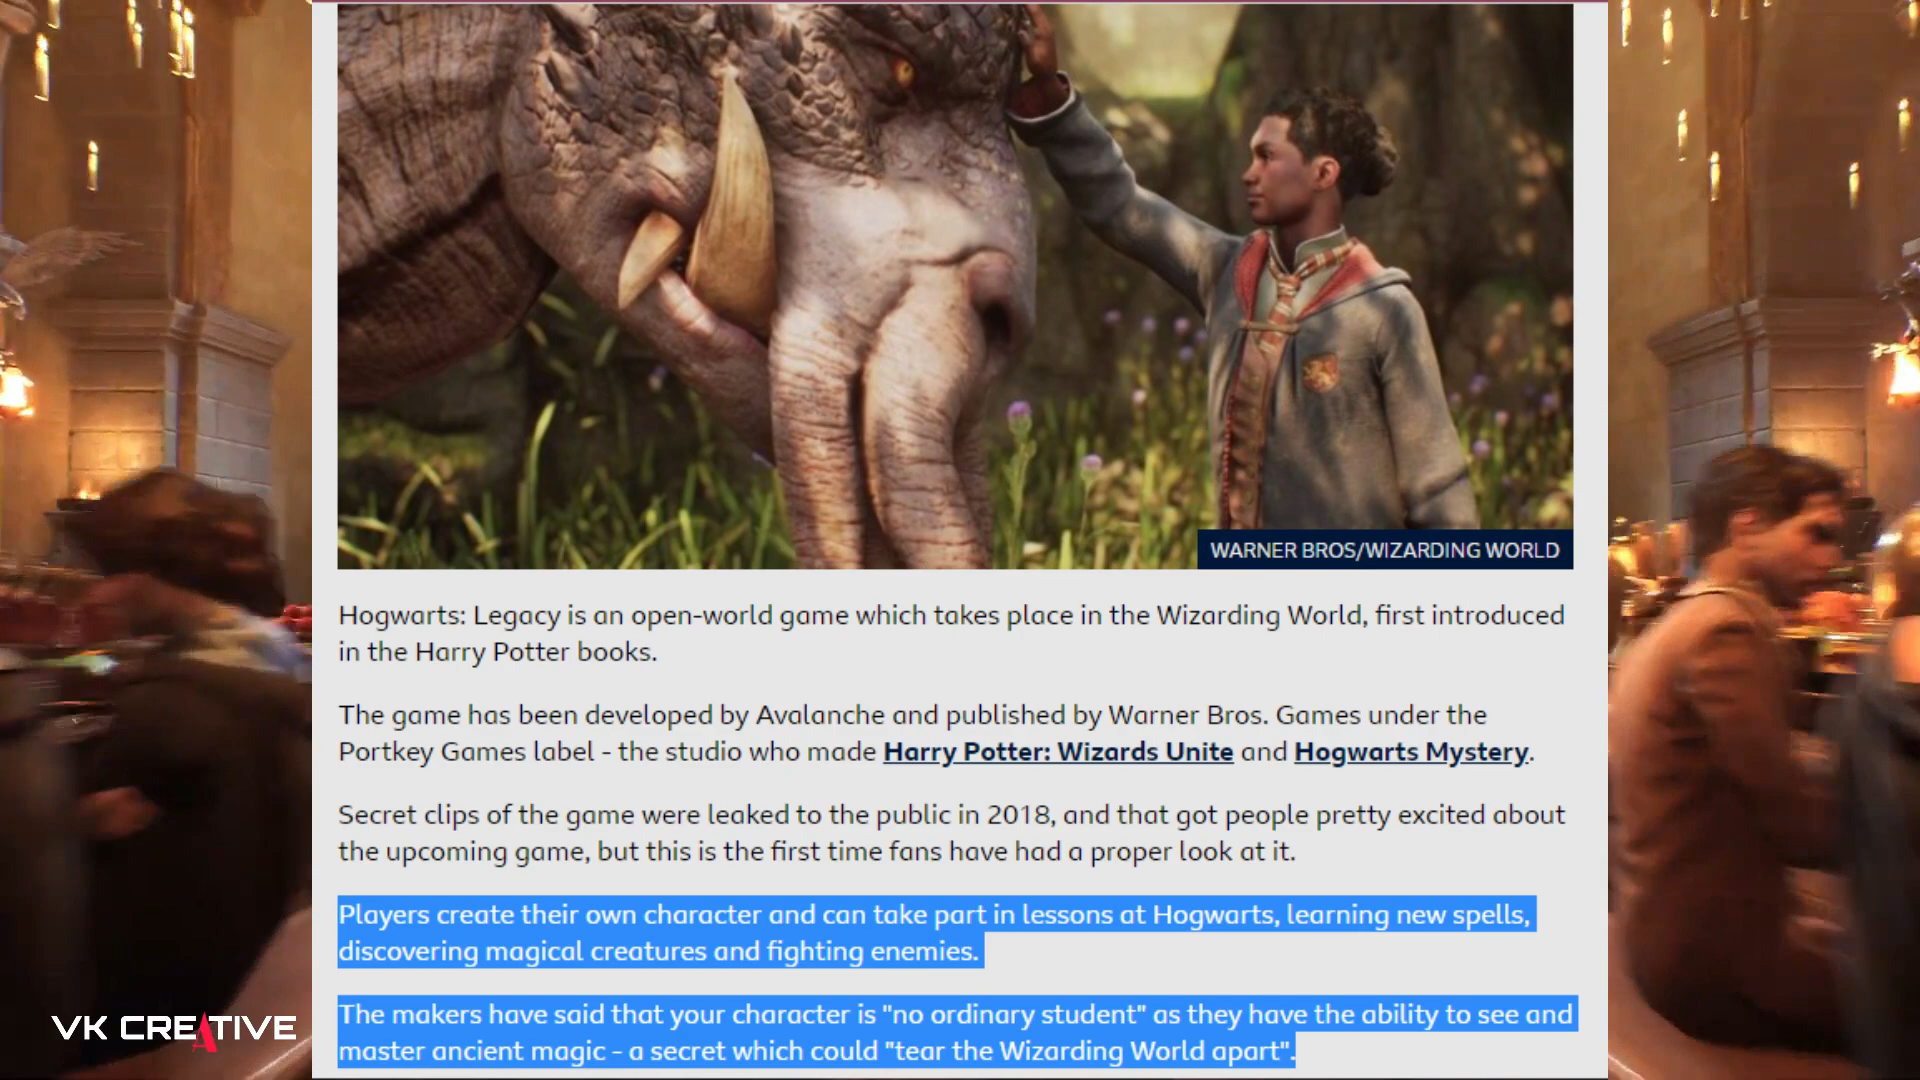 WARNER BROS/WIZARDING WORLD
Hogwarts: Legacy is an open-world game which takes place in the Wizarding World, first introduced
in the Harry Potter books.
The game has been developed by Avalanche and published by Warner Bros. Games under the
Portkey Games label - the studio who made Harry Potter: Wizards Unite and Hogwarts Mystery.
Secret clips of the game were leaked to the public in 2018, and that got people pretty excited about
the upcoming game, but this is the first time fans have had a proper look at it.
Players create their own character and can take part in lessons at Hogwarts, learning new spells,
discovering magical creatures and fighting enemies.
The makers have said that your character is "no ordinary student" as they have the ability to see and
master ancient magic - a secret which could "tear the Wizarding World apart".
VK CREATIVE